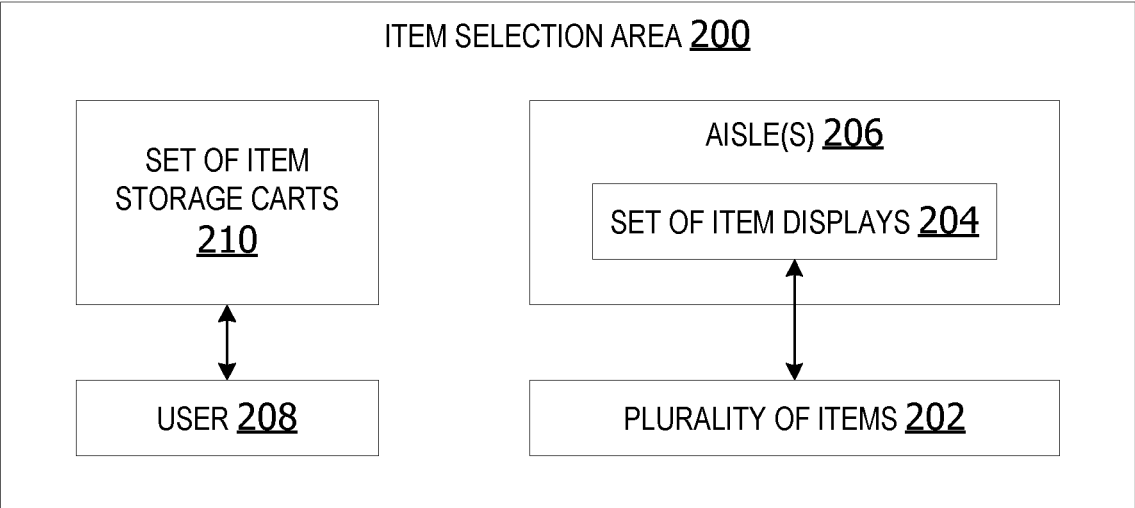 ITEM SELECTION AREA 200
SET OF ITEM
STORAGE CARTS
210
AISLE(S) 206
SET OF ITEM DISPLAYS 204
USER 208
PLURALITY OF ITEMS 202